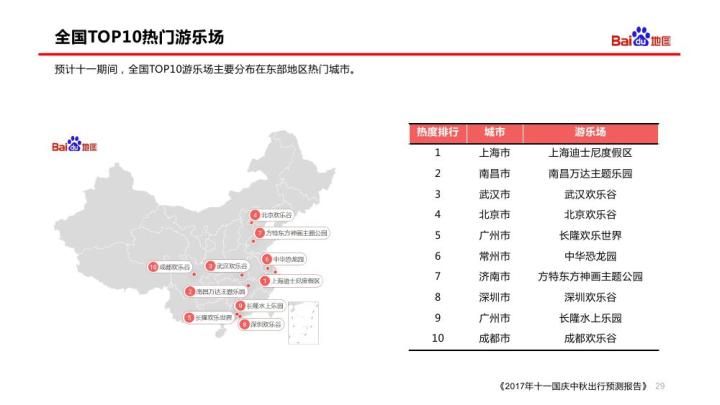 全国TOP10热门游乐场
Bai du 地图
预计十一期间，全国TOP10游乐场主要分布在东部地区热门城市。
Bai du 地图
4 北京欢乐谷
7 方特东方神画主题公园
6 中华恐龙园
10 成都欢乐谷
3 武汉欢乐谷
1 上海迪士尼度假区
2 南昌万达主题乐园
9 长隆水上乐园
5 长隆欢乐世界
8 深圳欢乐谷
热度排行 城市 游乐场
1 上海市 上海迪士尼度假区
2 南昌市 南昌万达主题乐园
3 武汉市 武汉欢乐谷
4 北京市 北京欢乐谷
5 广州市 长隆欢乐世界
6 常州市 中华恐龙园
7 济南市 方特东方神画主题公园
8 深圳市 深圳欢乐谷
9 广州市 长隆水上乐园
10 成都市 成都欢乐谷
《2017年十一国庆中秋出行预测报告》 29